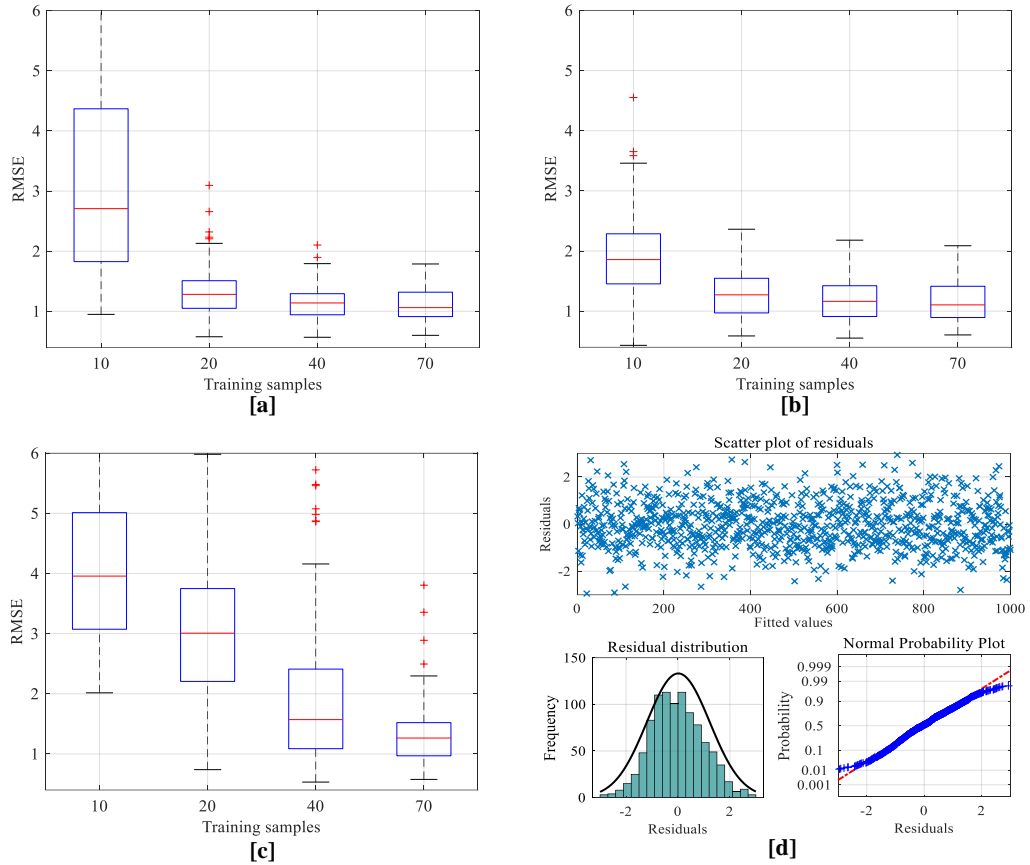 6
5
4
3
2
1
RMSE
10 20 40 70
Training samples
[a]
6
5
4
3
2
1
RMSE
10 20 40 70
Training samples
[b]
6
5
4
3
2
1
RMSE
10 20 40 70
Training samples
[c]
Scatter plot of residuals
2
0
-2
Residuals
0 200 400 600 800 1000
Fitted values
Residual distribution
150
100
50
0
Frequency
-2 0 2
Residuals
Normal Probability Plot
0.999
0.99
0.9
0.5
0.1
0.01
0.001
Probability
-2 0 2
Residuals
[d]